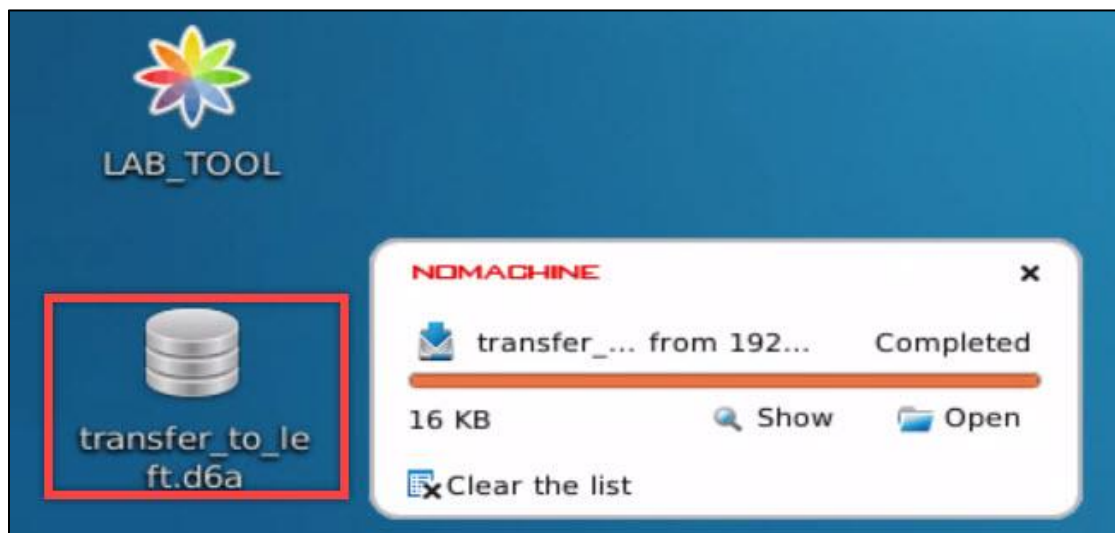 LAB_TOOL
NOMACHINE
transfer_... from 192... Completed
16 KB Show Open
Clear the list
transfer_to_le
ft.d6a